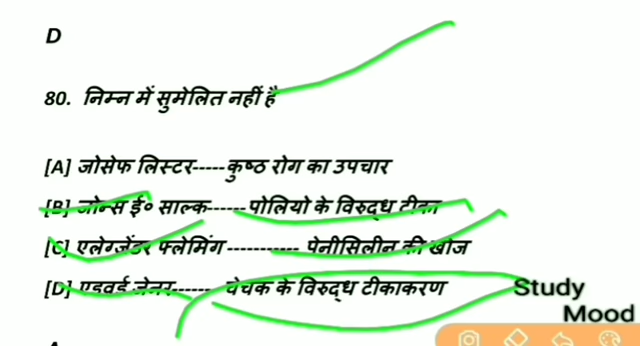 D
80. निम्न में सुमेलित नहीं है
[A] जोसेफ लिस्टर-----कुष्ठ रोग का उपचार
[B] जोन्स ई० साल्क------पोलियो के विरुद्ध टीका
[C] एलेग्जेंडर फ्लेमिंग------------ पेनीसिलीन की खोज
[D] एडवर्ड जेनर------ चेचक के विरुद्ध टीकाकरण
Study
Mood